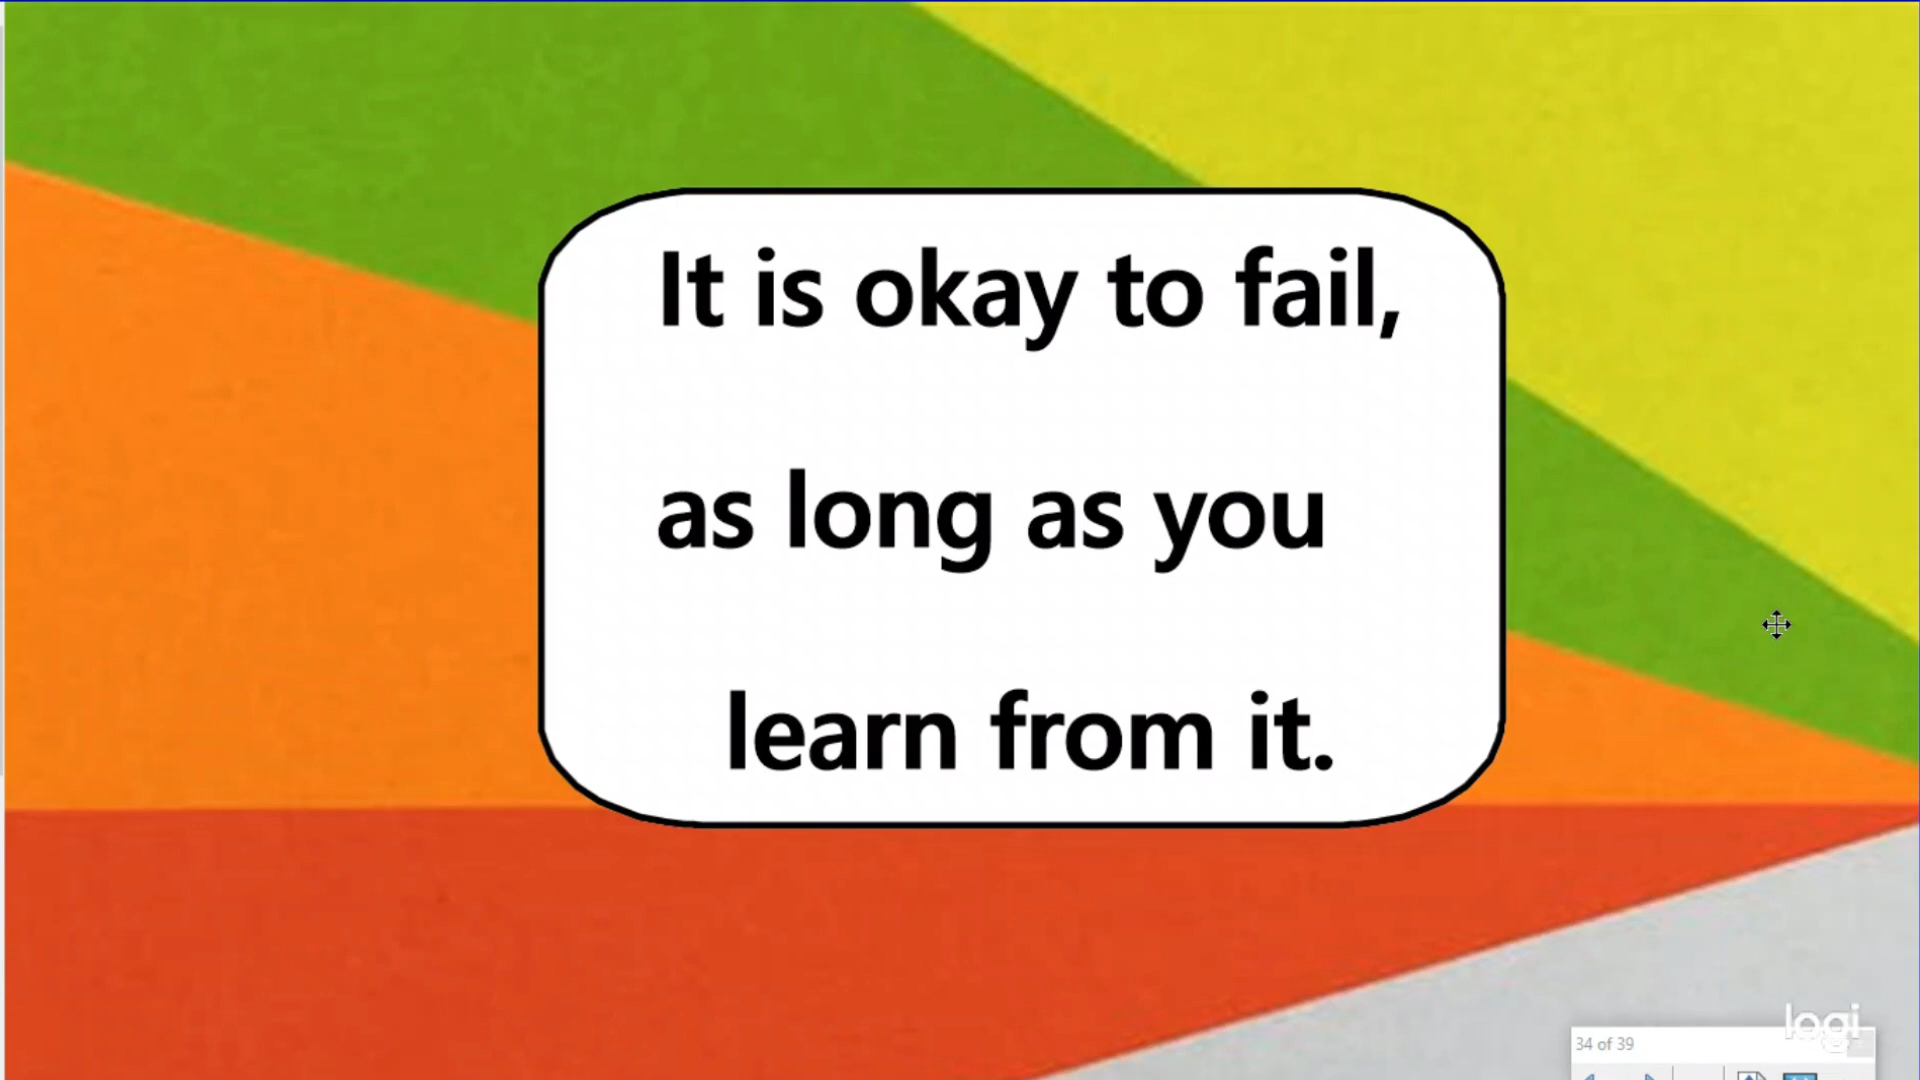 It is okay to fail,
as long as you
learn from it.
logi
34 of 39